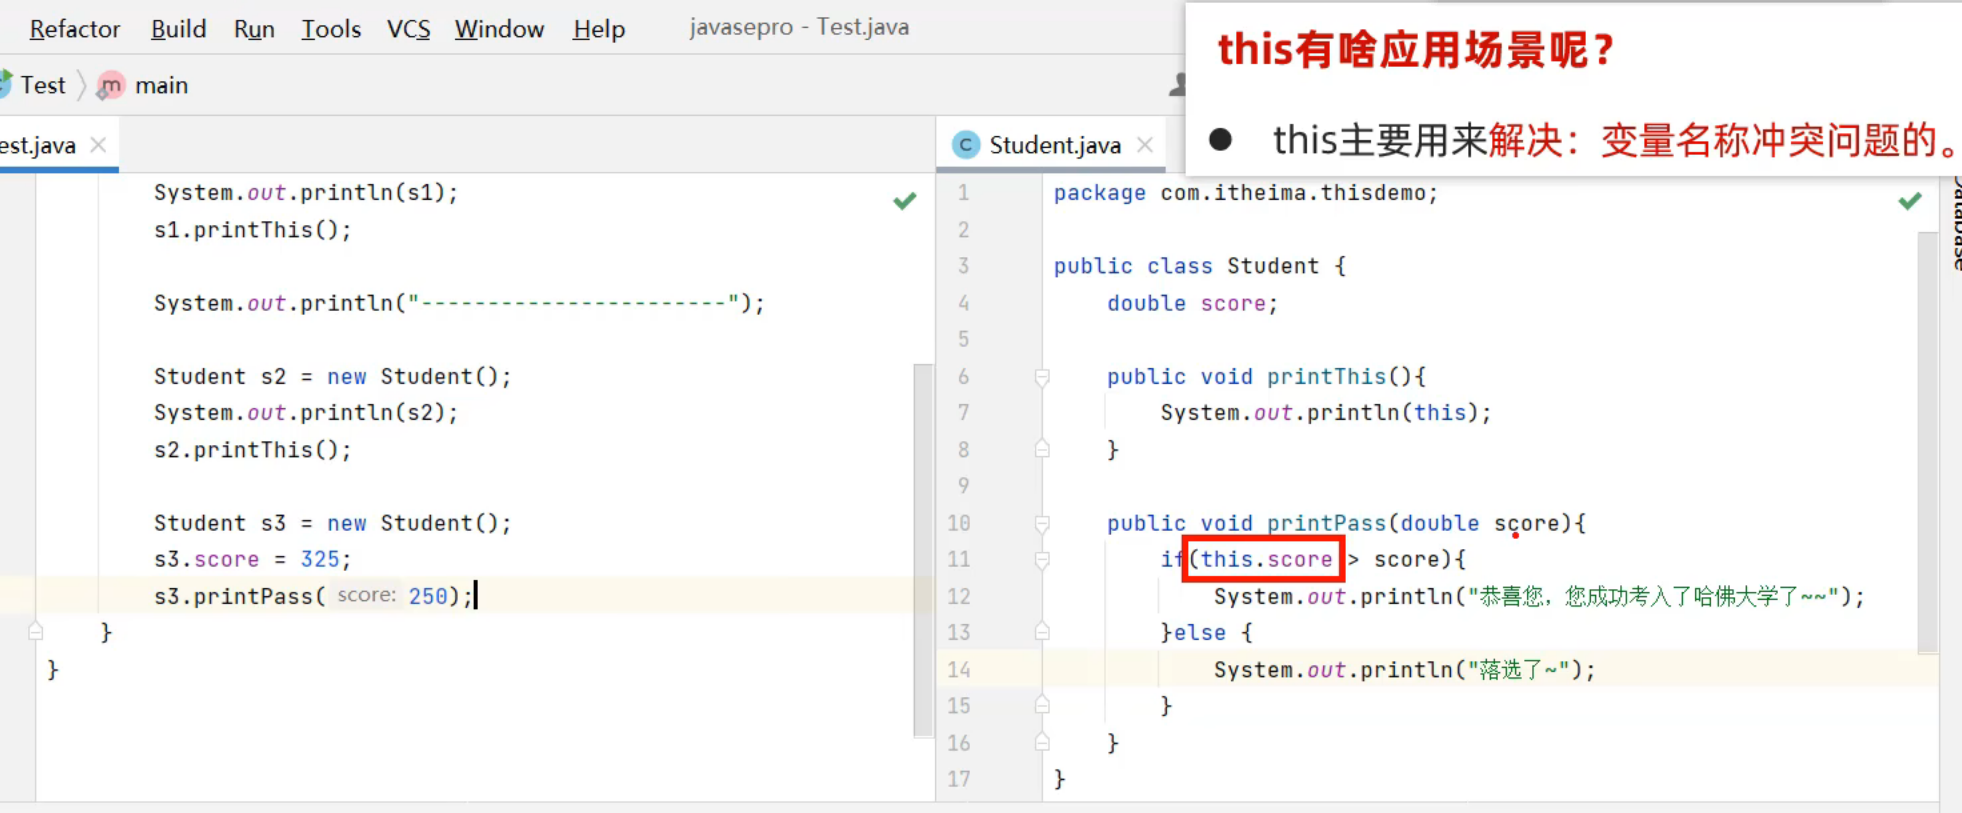 Refactor Build Run Tools VCS Window Help javasepro - Test.java
this有啥应用场景呢？
● this主要用来解决：变量名称冲突问题的。
Test m main
est.java
System.out.println(s1);
s1.printThis();
System.out.println("-----------------------");
Student s2 = new Student();
System.out.println(s2);
s2.printThis();
Student s3 = new Student();
s3.score = 325;
s3.printPass( score: 250);
}
}
C Student.java
1 package com.itheima.thisdemo;
2
3 public class Student {
4 double score;
5
6 public void printThis(){
7 System.out.println(this);
8 }
9
10 public void printPass(double score){
11 if(this.score > score){
12 System.out.println("恭喜您，您成功考入了哈佛大学了~~");
13 }else {
14 System.out.println("落选了~");
15 }
16 }
17 }
Database